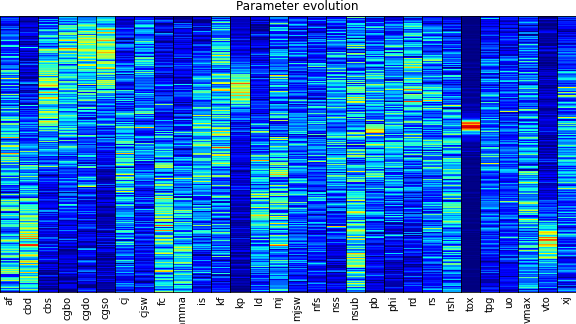 Parameter evolution
af cbd cbs cgbo cgdo cgso cj cjsw fc amma is kf kp ld mj mjsw nfs nss nsub pb phi rd rs rsh tox tpg uo vmax vto xj